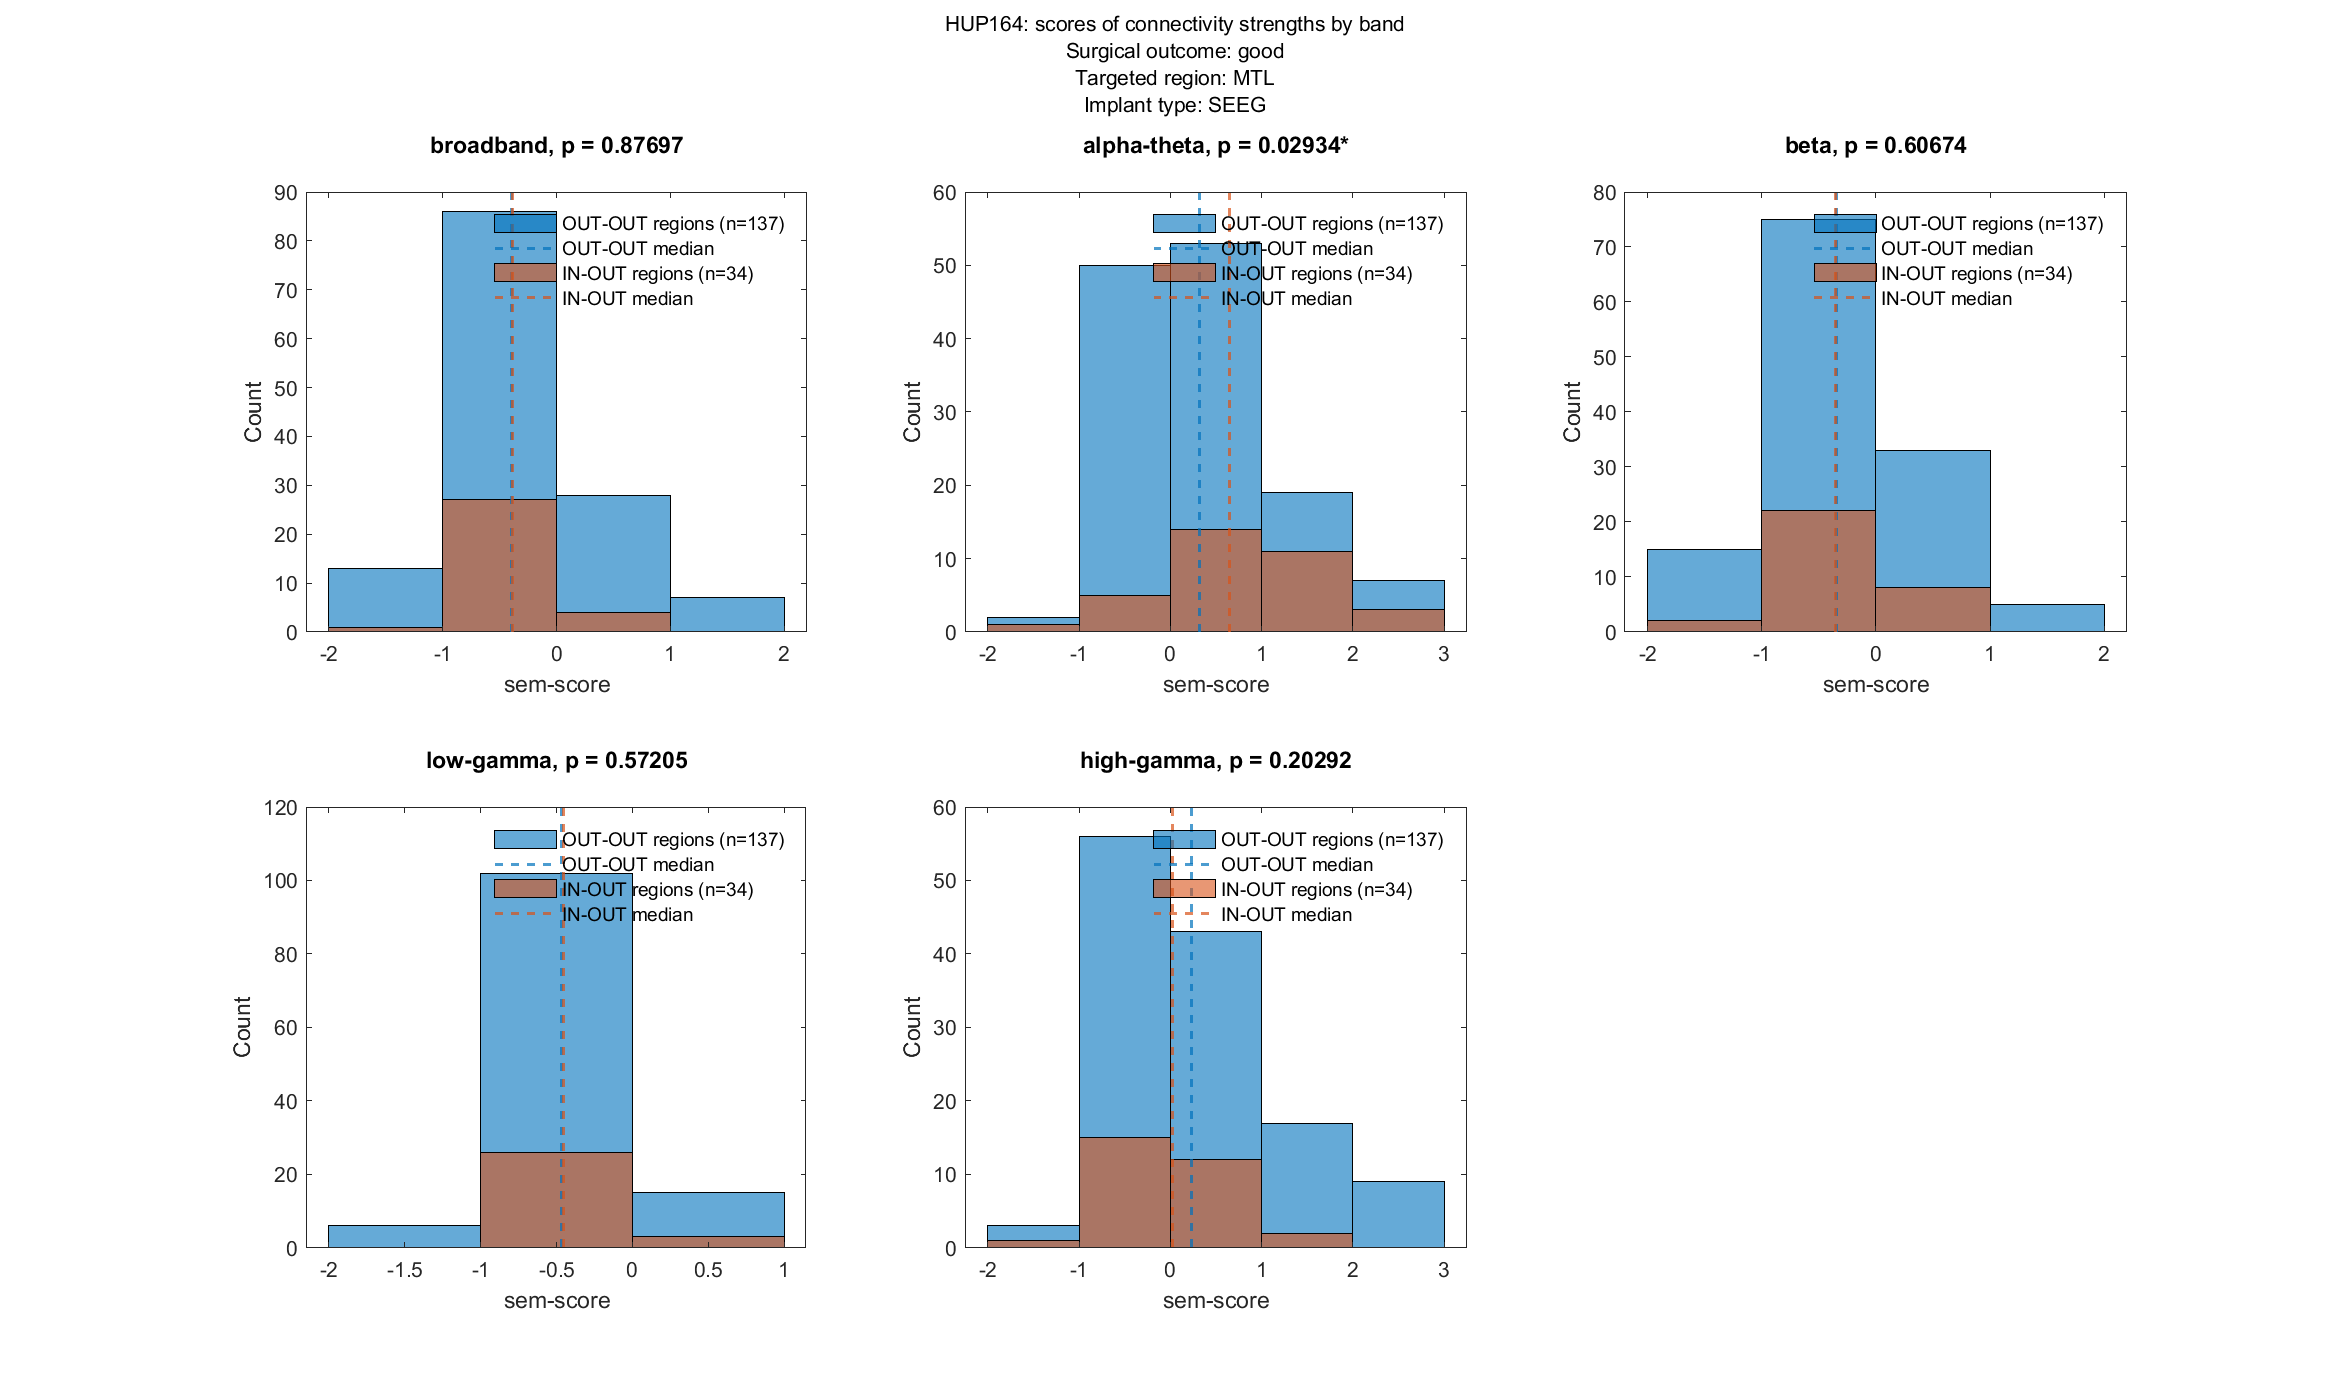 HUP164: scores of connectivity strengths by band
Surgical outcome: good
Targeted region: MTL
Implant type: SEEG
broadband, p = 0.87697
90
80
70
60
50
40
30
20
10
0
Count
OUT-OUT regions (n=137)
OUT-OUT median
IN-OUT regions (n=34)
IN-OUT median
-2 -1 0 1 2
sem-score
alpha-theta, p = 0.02934*
60
50
40
30
20
10
0
Count
OUT-OUT regions (n=137)
OUT-OUT median
IN-OUT regions (n=34)
IN-OUT median
-2 -1 0 1 2 3
sem-score
beta, p = 0.60674
80
70
60
50
40
30
20
10
0
Count
OUT-OUT regions (n=137)
OUT-OUT median
IN-OUT regions (n=34)
IN-OUT median
-2 -1 0 1 2
sem-score
low-gamma, p = 0.57205
120
100
80
60
40
20
0
Count
OUT-OUT regions (n=137)
OUT-OUT median
IN-OUT regions (n=34)
IN-OUT median
-2 -1.5 -1 -0.5 0 0.5 1
sem-score
high-gamma, p = 0.20292
60
50
40
30
20
10
0
Count
OUT-OUT regions (n=137)
OUT-OUT median
IN-OUT regions (n=34)
IN-OUT median
-2 -1 0 1 2 3
sem-score